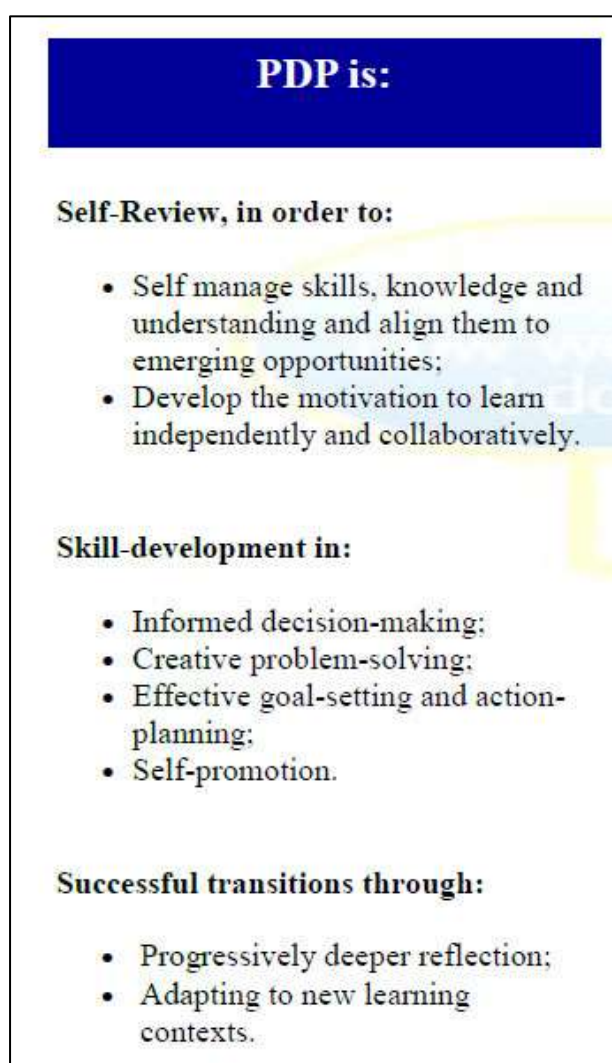 PDP is:
Self-Review, in order to:
• Self manage skills, knowledge and
understanding and align them to
emerging opportunities;
• Develop the motivation to learn
independently and collaboratively.
Skill-development in:
• Informed decision-making;
• Creative problem-solving;
• Effective goal-setting and action-
planning;
• Self-promotion.
Successful transitions through:
• Progressively deeper reflection;
• Adapting to new learning
contexts.